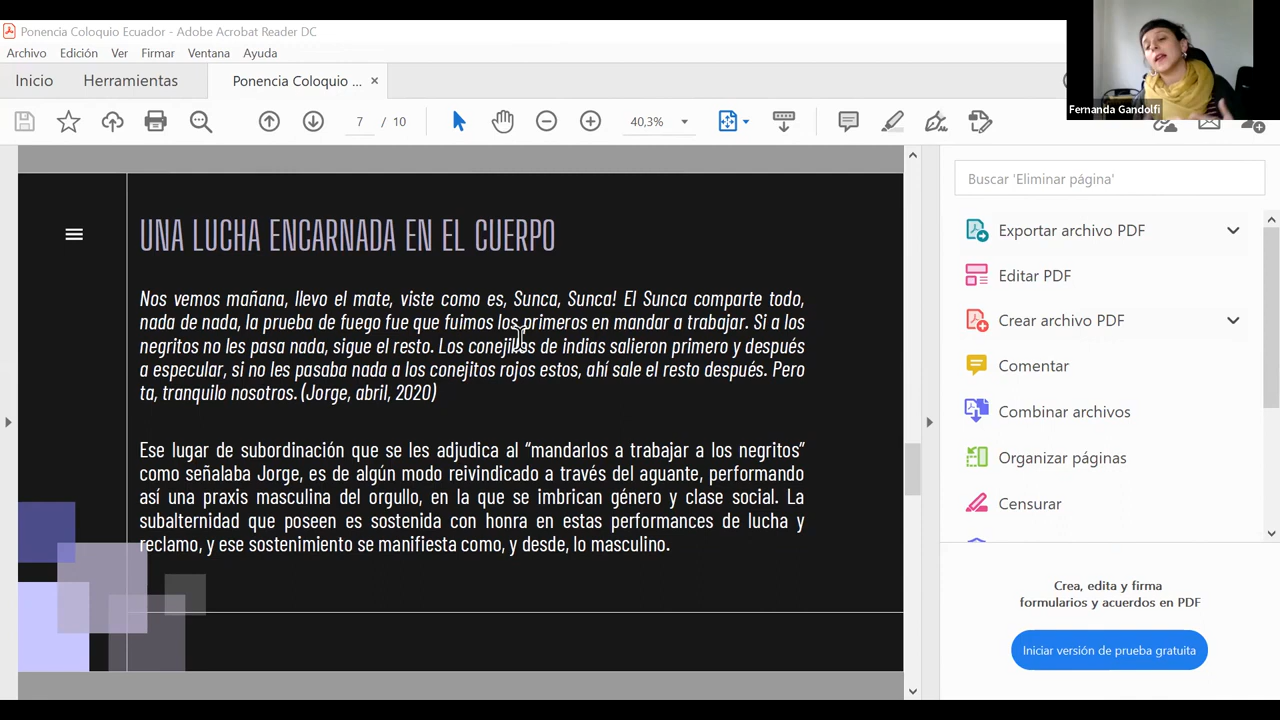 Ponencia Coloquio Ecuador - Adobe Acrobat Reader DC
Archivo Edición Ver Firmar Ventana Ayuda
Inicio Herramientas Ponencia Coloquio ... ×
7 / 10 40,3%
Fernanda Gandolfi
Buscar 'Eliminar página'
UNA LUCHA ENCARNADA EN EL CUERPO
Nos vemos mañana, llevo el mate, viste como es, Sunca, Sunca! El Sunca comparte todo,
nada de nada, la prueba de fuego fue que fuimos los primeros en mandar a trabajar. Si a los
negritos no les pasa nada, sigue el resto. Los conejitos de indias salieron primero y después
a especular, si no les pasaba nada a los conejitos rojos estos, ahí sale el resto después. Pero
ta, tranquilo nosotros. (Jorge, abril, 2020)
Ese lugar de subordinación que se les adjudica al “mandarlos a trabajar a los negritos”
como señalaba Jorge, es de algún modo reivindicado a través del aguante, performando
así una praxis masculina del orgullo, en la que se imbrican género y clase social. La
subalternidad que poseen es sostenida con honra en estas performances de lucha y
reclamo, y ese sostenimiento se manifiesta como, y desde, lo masculino.
Exportar archivo PDF
Editar PDF
Crear archivo PDF
Comentar
Combinar archivos
Organizar páginas
Censurar
Crea, edita y firma
formularios y acuerdos en PDF
Iniciar versión de prueba gratuita